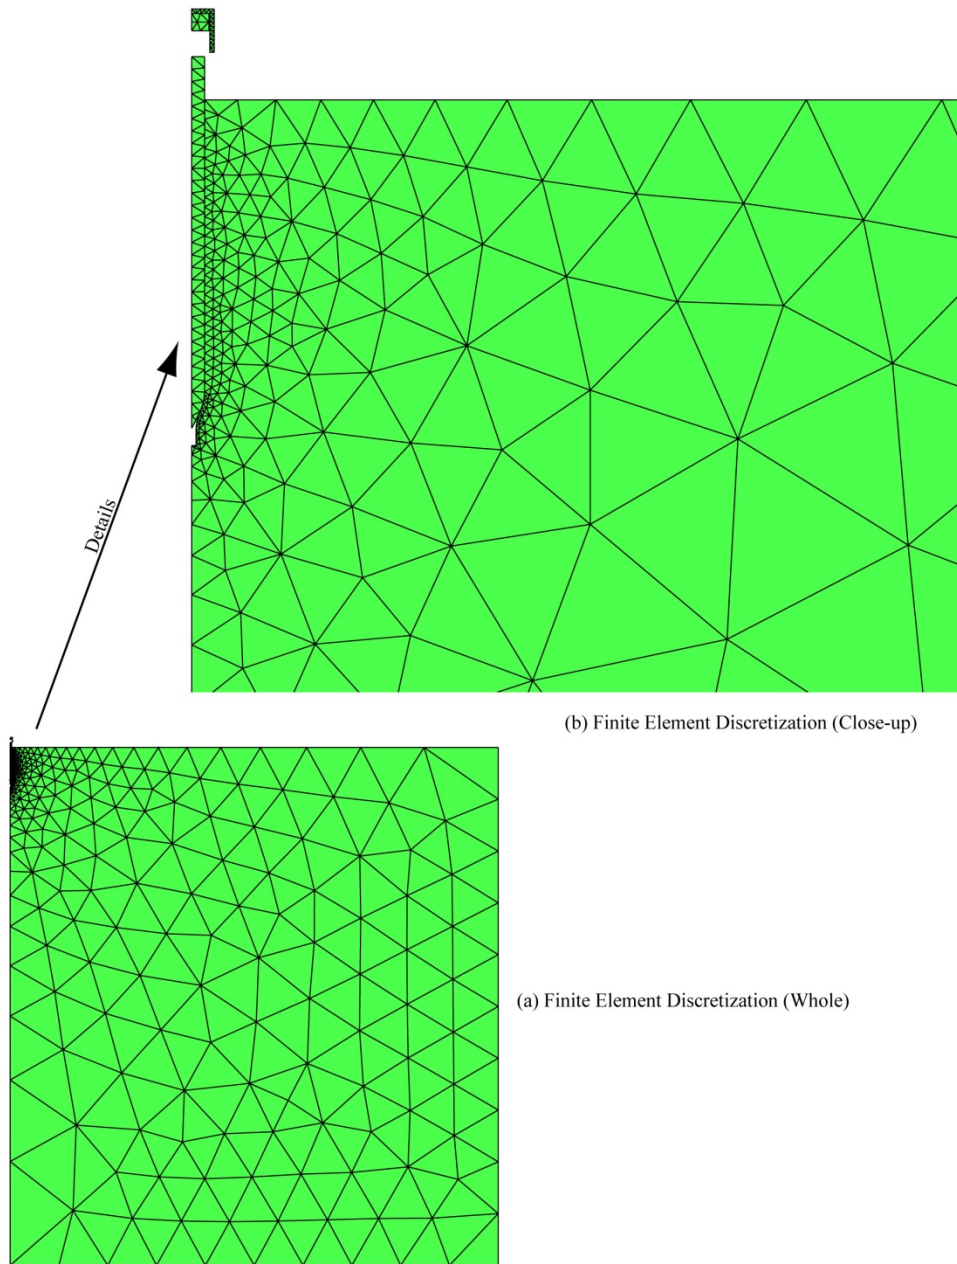 Details
(b) Finite Element Discretization (Close-up)
(a) Finite Element Discretization (Whole)